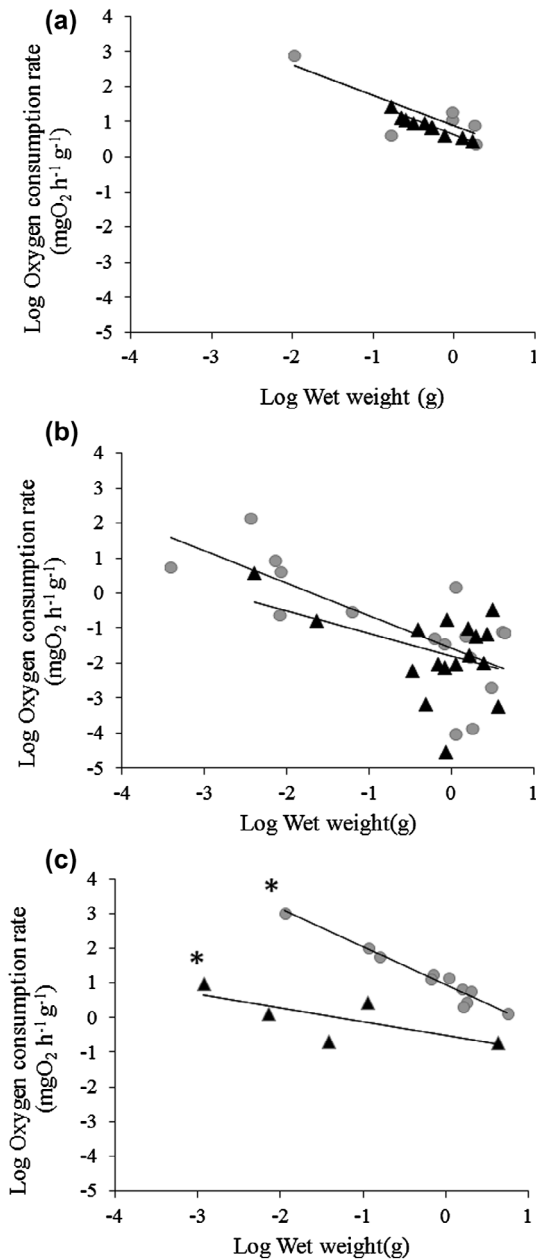 (a)
4
3
2
1
0
-1
-2
-3
-4
-5
-4 -3 -2 -1 0 1
Log Oxygen consumption rate
(mgO₂ h⁻¹ g⁻¹)
Log Wet weight (g)
(b)
4
3
2
1
0
-1
-2
-3
-4
-5
-4 -3 -2 -1 0 1
Log Oxygen consumption rate
(mgO₂ h⁻¹ g⁻¹)
Log Wet weight(g)
(c)
4
3
2
1
0
-1
-2
-3
-4
-5
-4 -3 -2 -1 0 1
*
*
Log Oxygen consumption rate
(mgO₂ h⁻¹ g⁻¹)
Log Wet weight(g)